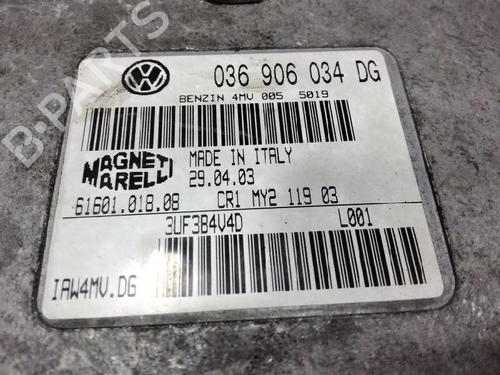 036 906 034 DG
BENZIN 4MV 005 5019
MAGNETI MARELLI
MADE IN ITALY
29.04.03
61601.018.08 CR1 MY2 119 03
3UF3B4V4D L001
IAW4MV.DG
B-PARTS